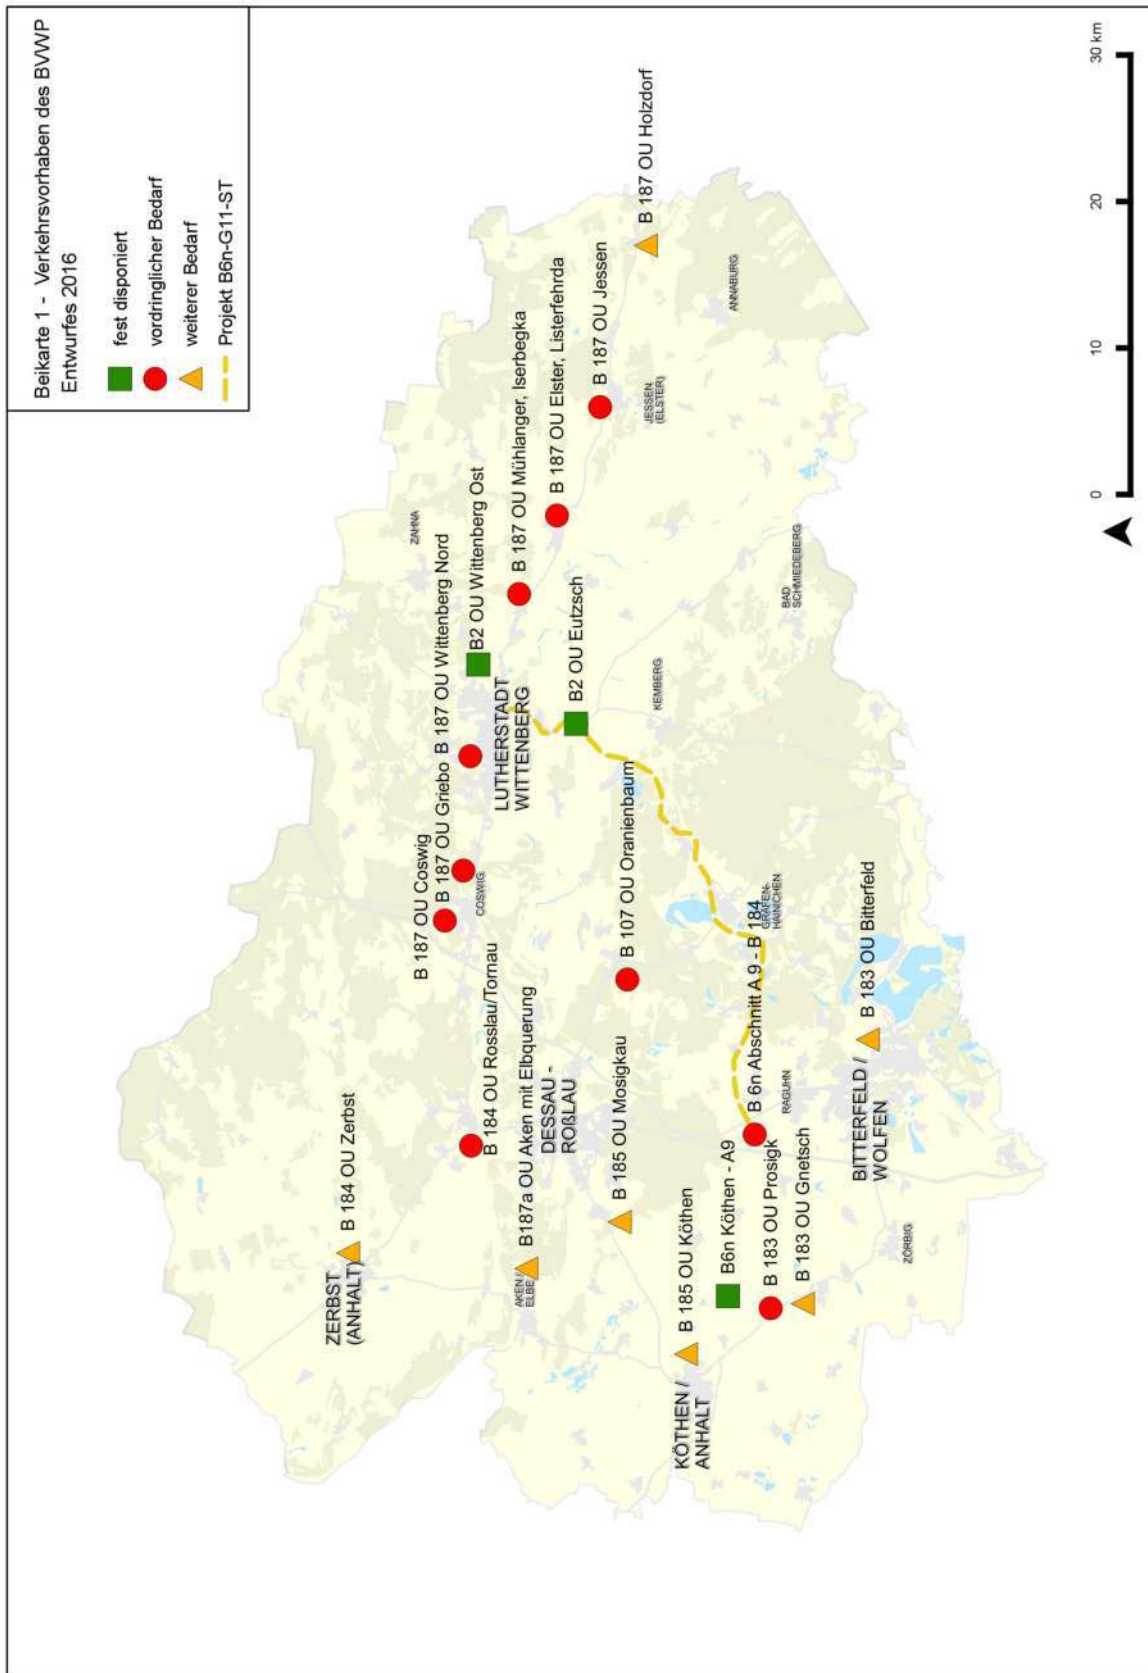 Beikarte 1 - Verkehrsvorhaben des BVWP
Entwurfes 2016
fest disponiert
vordringlicher Bedarf
weiterer Bedarf
Projekt B6n-G11-ST
B 184 OU Zerbst
ZERBST
(ANHALT)
ZAHNA
B 187 OU Coswig
B 187 OU Griebo
B 187 OU Wittenberg Nord
B2 OU Wittenberg Ost
COSWIG
B 184 OU Rosslau/Tornau
LUTHERSTADT
WITTENBERG
B 187 OU Mühlanger, Iserbegka
B187a OU Aken mit Elbquerung
AKEN /
ELBE
DESSAU -
ROßLAU
B 187 OU Elster, Listerfehrda
B2 OU Eutzsch
B 187 OU Jessen
B 185 OU Mosigkau
B 107 OU Oranienbaum
KEMBERG
JESSEN
(ELSTER)
B 187 OU Holzdorf
B 185 OU Köthen
KÖTHEN /
ANHALT
B6n Köthen - A9
B 6n Abschnitt A 9 - B 184
GRÄFEN-
HAINICHEN
ANNABURG
B 183 OU Prosigk
RAGUHN
BAD
SCHMIEDEBERG
B 183 OU Gnetsch
B 183 OU Bitterfeld
BITTERFELD /
WOLFEN
ZÖRBIG
0 10 20 30 km